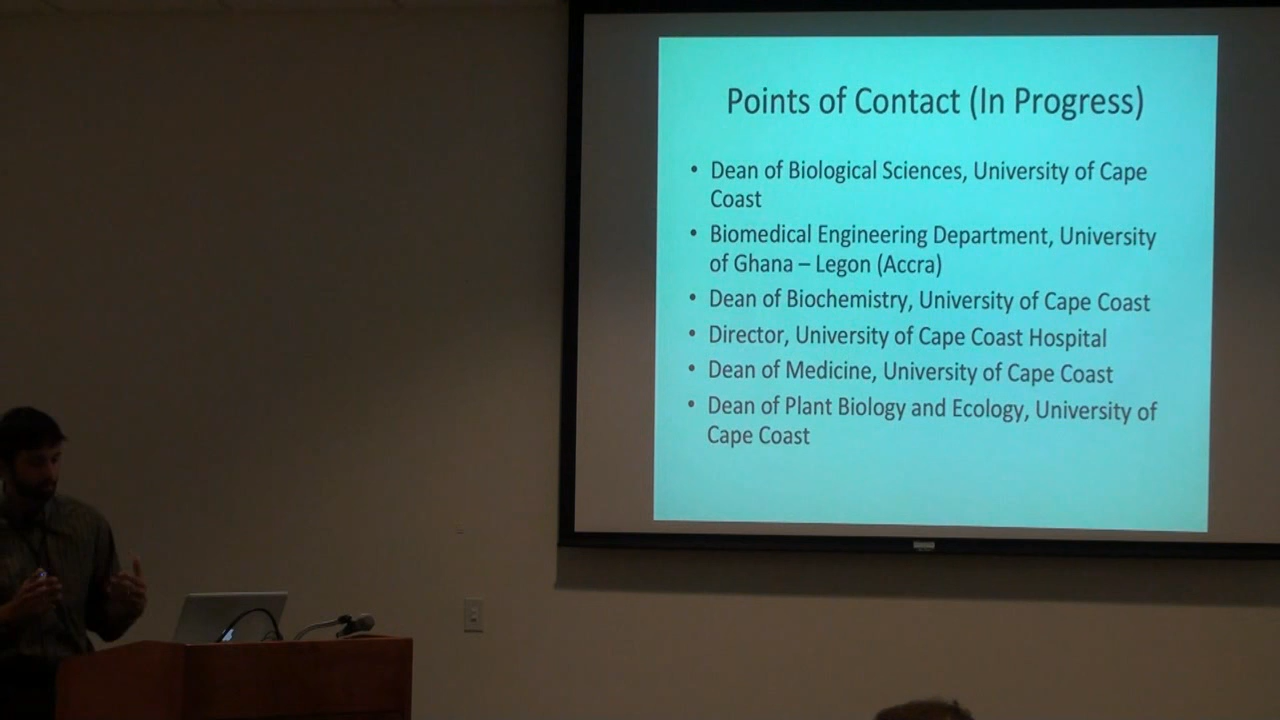 Points of Contact (In Progress)
• Dean of Biological Sciences, University of Cape
Coast
• Biomedical Engineering Department, University
of Ghana – Legon (Accra)
• Dean of Biochemistry, University of Cape Coast
• Director, University of Cape Coast Hospital
• Dean of Medicine, University of Cape Coast
• Dean of Plant Biology and Ecology, University of
Cape Coast